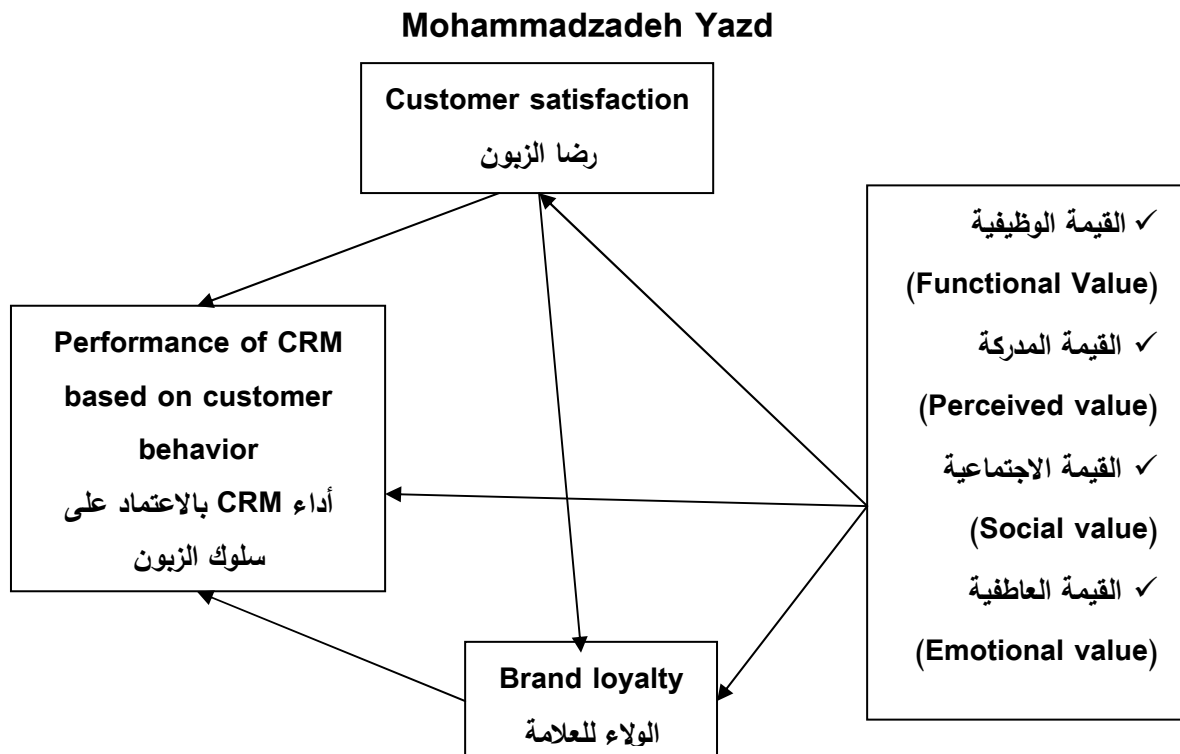 Mohammadzadeh Yazd
Customer satisfaction
رضا الزبون
Performance of CRM
based on customer
behavior
أداء CRM بالاعتماد على
سلوك الزبون
Brand loyalty
الولاء للعلامة
✓ القيمة الوظيفية
(Functional Value)
✓ القيمة المدركة
(Perceived value)
✓ القيمة الاجتماعية
(Social value)
✓ القيمة العاطفية
(Emotional value)